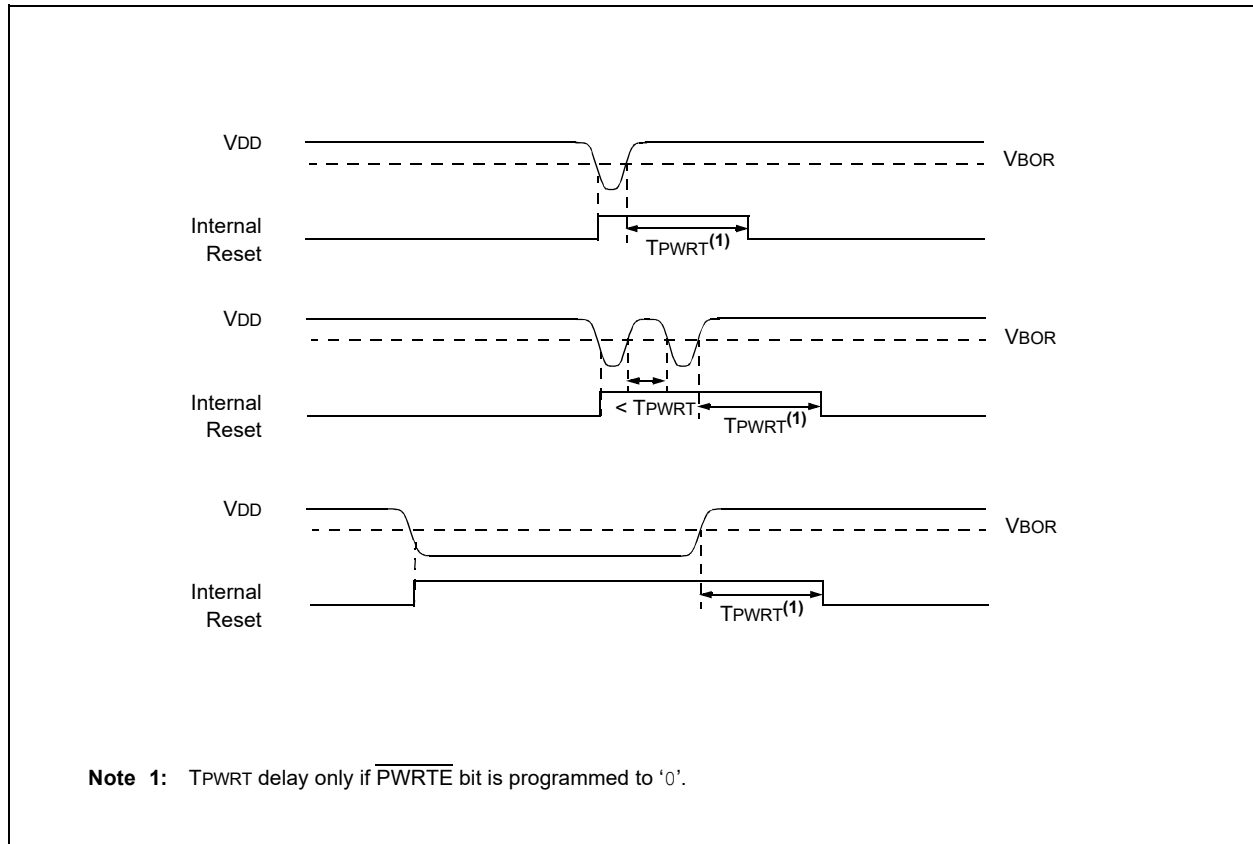 VDD
VBOR
Internal
Reset
TPWRT(1)
VDD
VBOR
Internal
Reset
< TPWRT
TPWRT(1)
VDD
VBOR
Internal
Reset
TPWRT(1)
Note 1: TPWRT delay only if PWRTE bit is programmed to ‘0’.